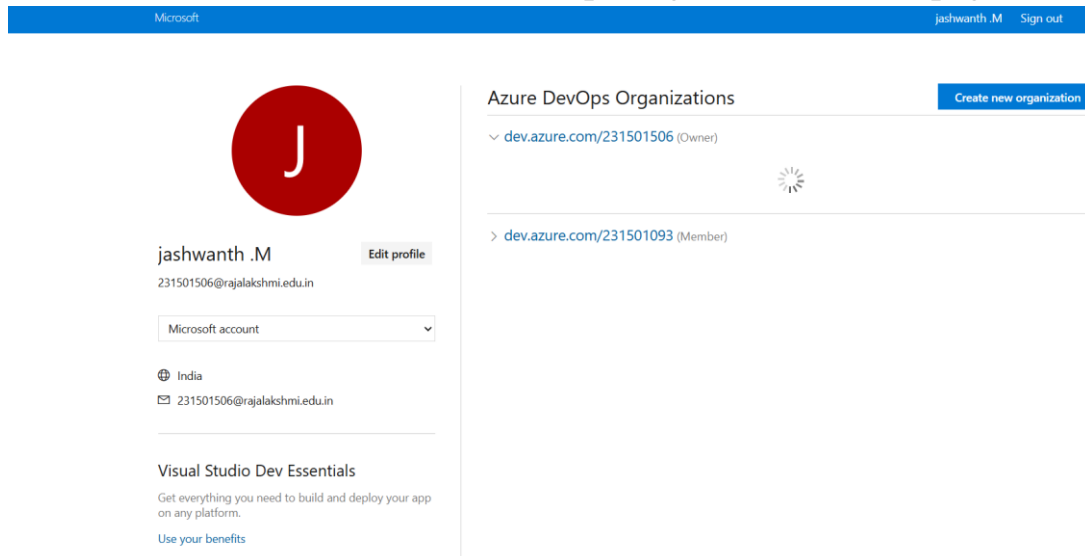 Microsoft jashwanth .M Sign out
J
jashwanth .M Edit profile
231501506@rajalakshmi.edu.in
Microsoft account
India
231501506@rajalakshmi.edu.in
Visual Studio Dev Essentials
Get everything you need to build and deploy your app
on any platform.
Use your benefits
Azure DevOps Organizations Create new organization
dev.azure.com/231501506 (Owner)
dev.azure.com/231501093 (Member)